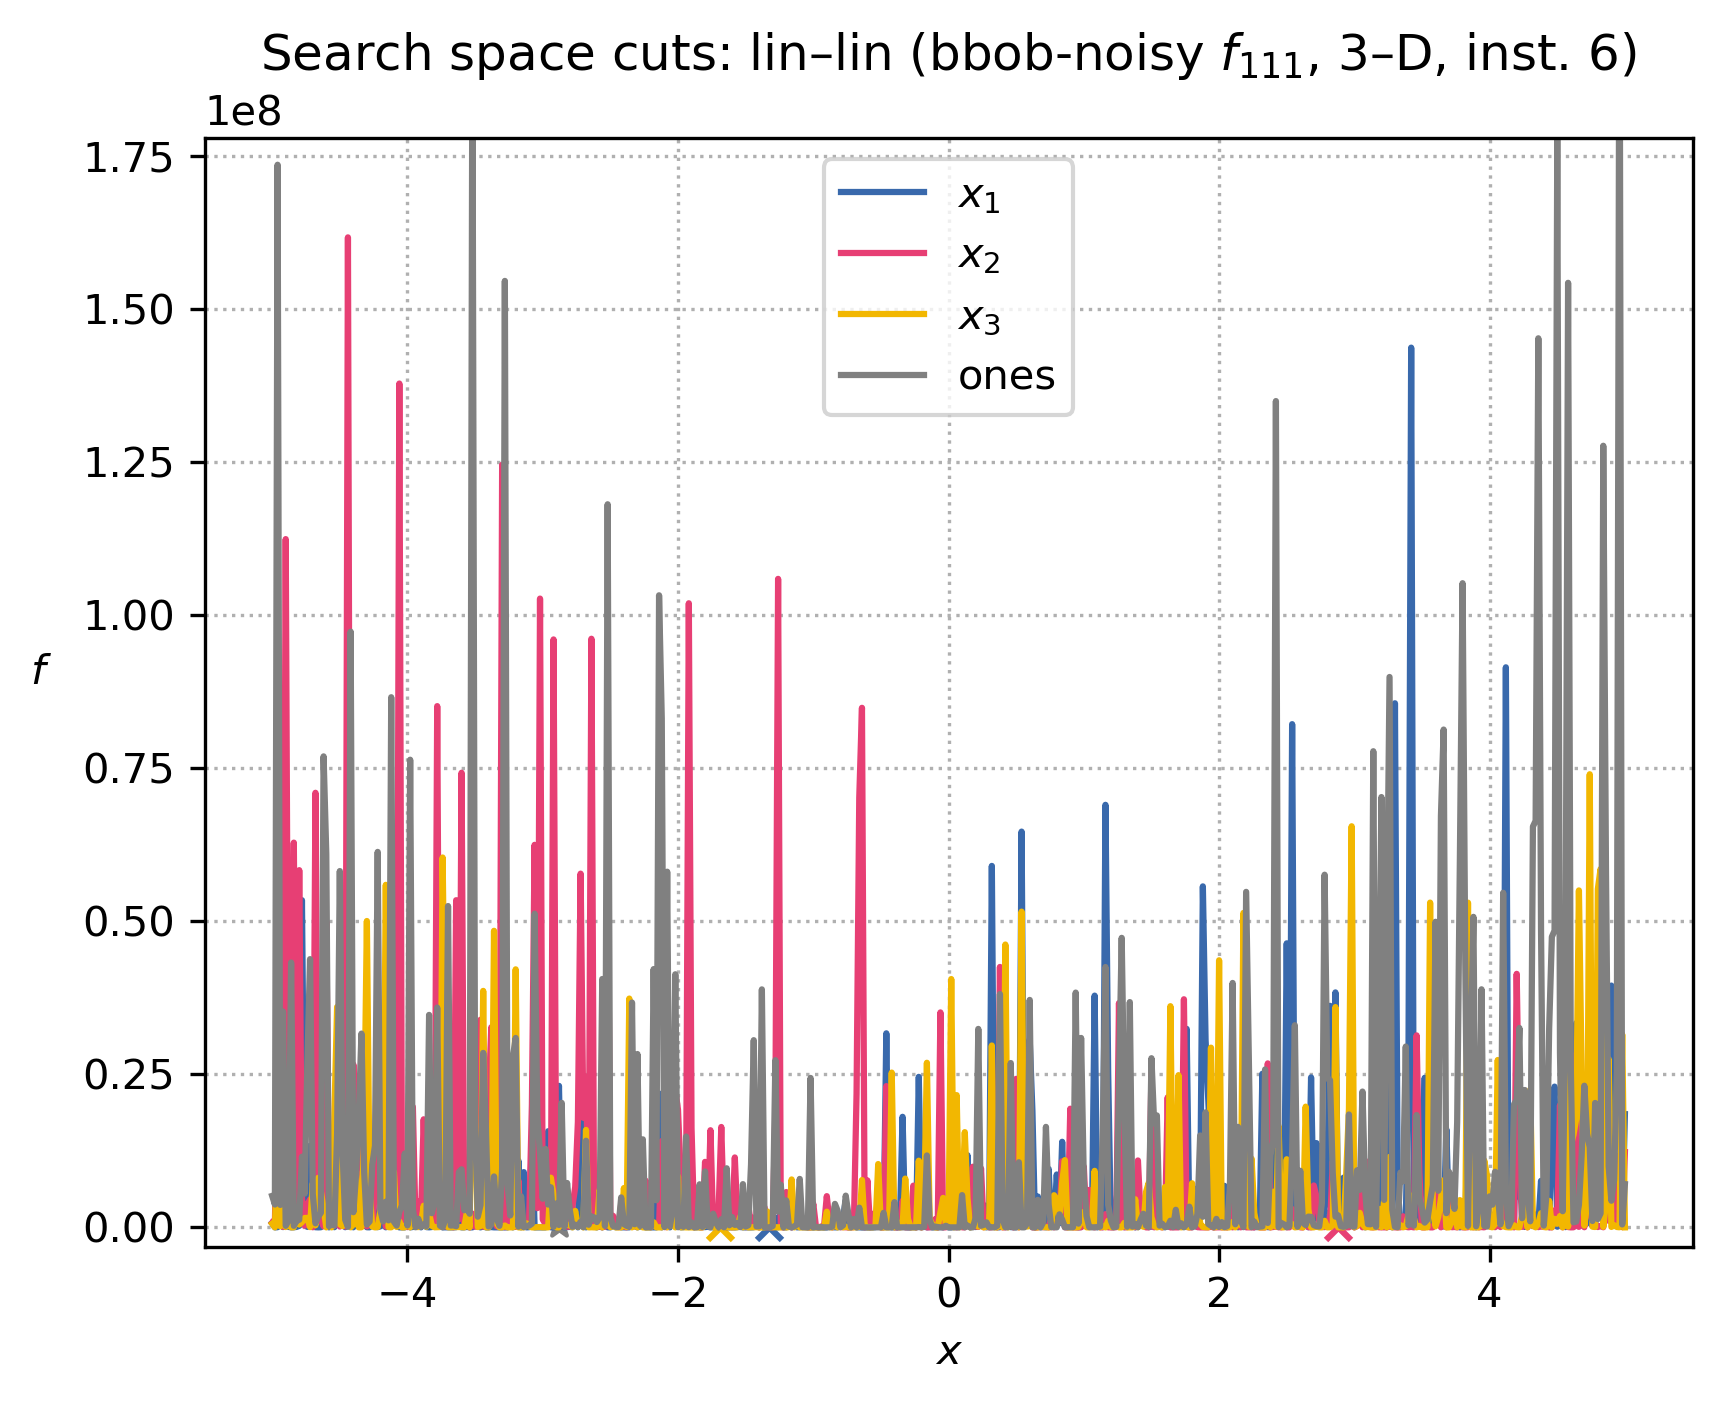 Search space cuts: lin–lin (bbob-noisy f₁₁₁, 3–D, inst. 6)
1e8
1.75
1.50
1.25
1.00
0.75
0.50
0.25
0.00
f
x₁
x₂
x₃
ones
−4
−2
0
2
4
x